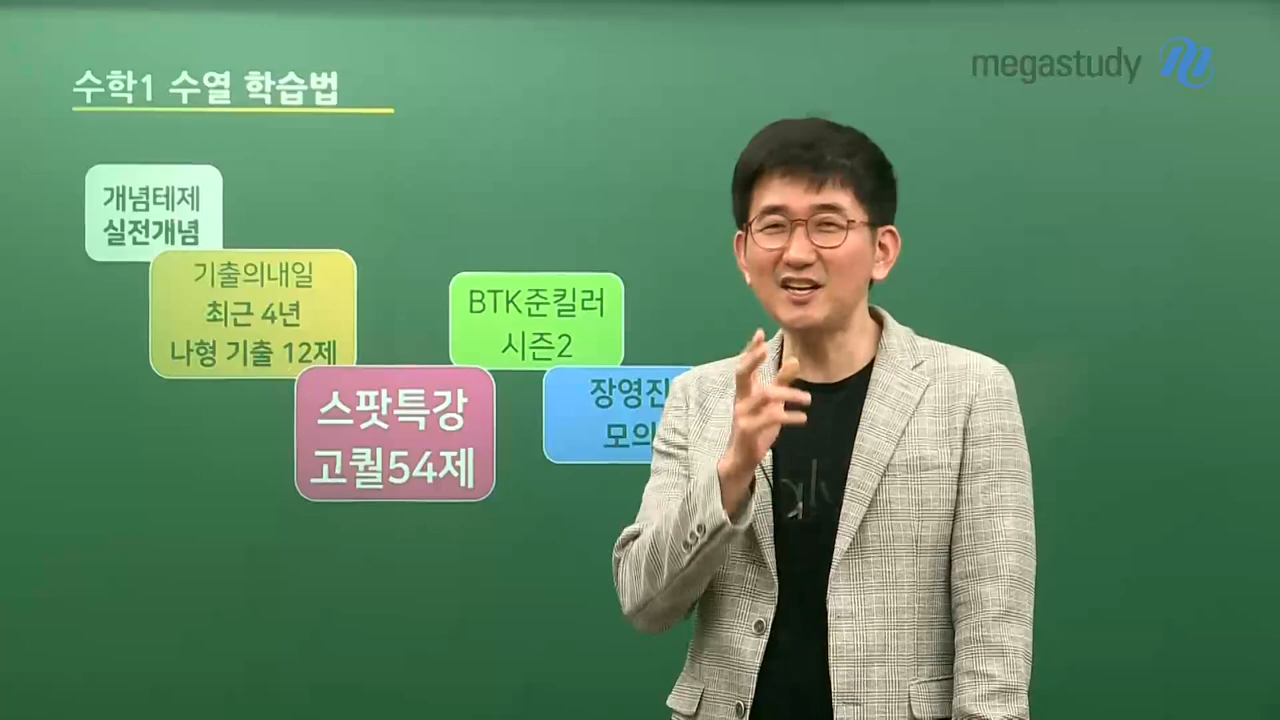 수학1 수열 학습법
megastudy
개념테제
실전개념
기출의내일
최근 4년
나형 기출 12제
스팟특강
고퀄54제
BTK준킬러
시즌2
장영진
모의